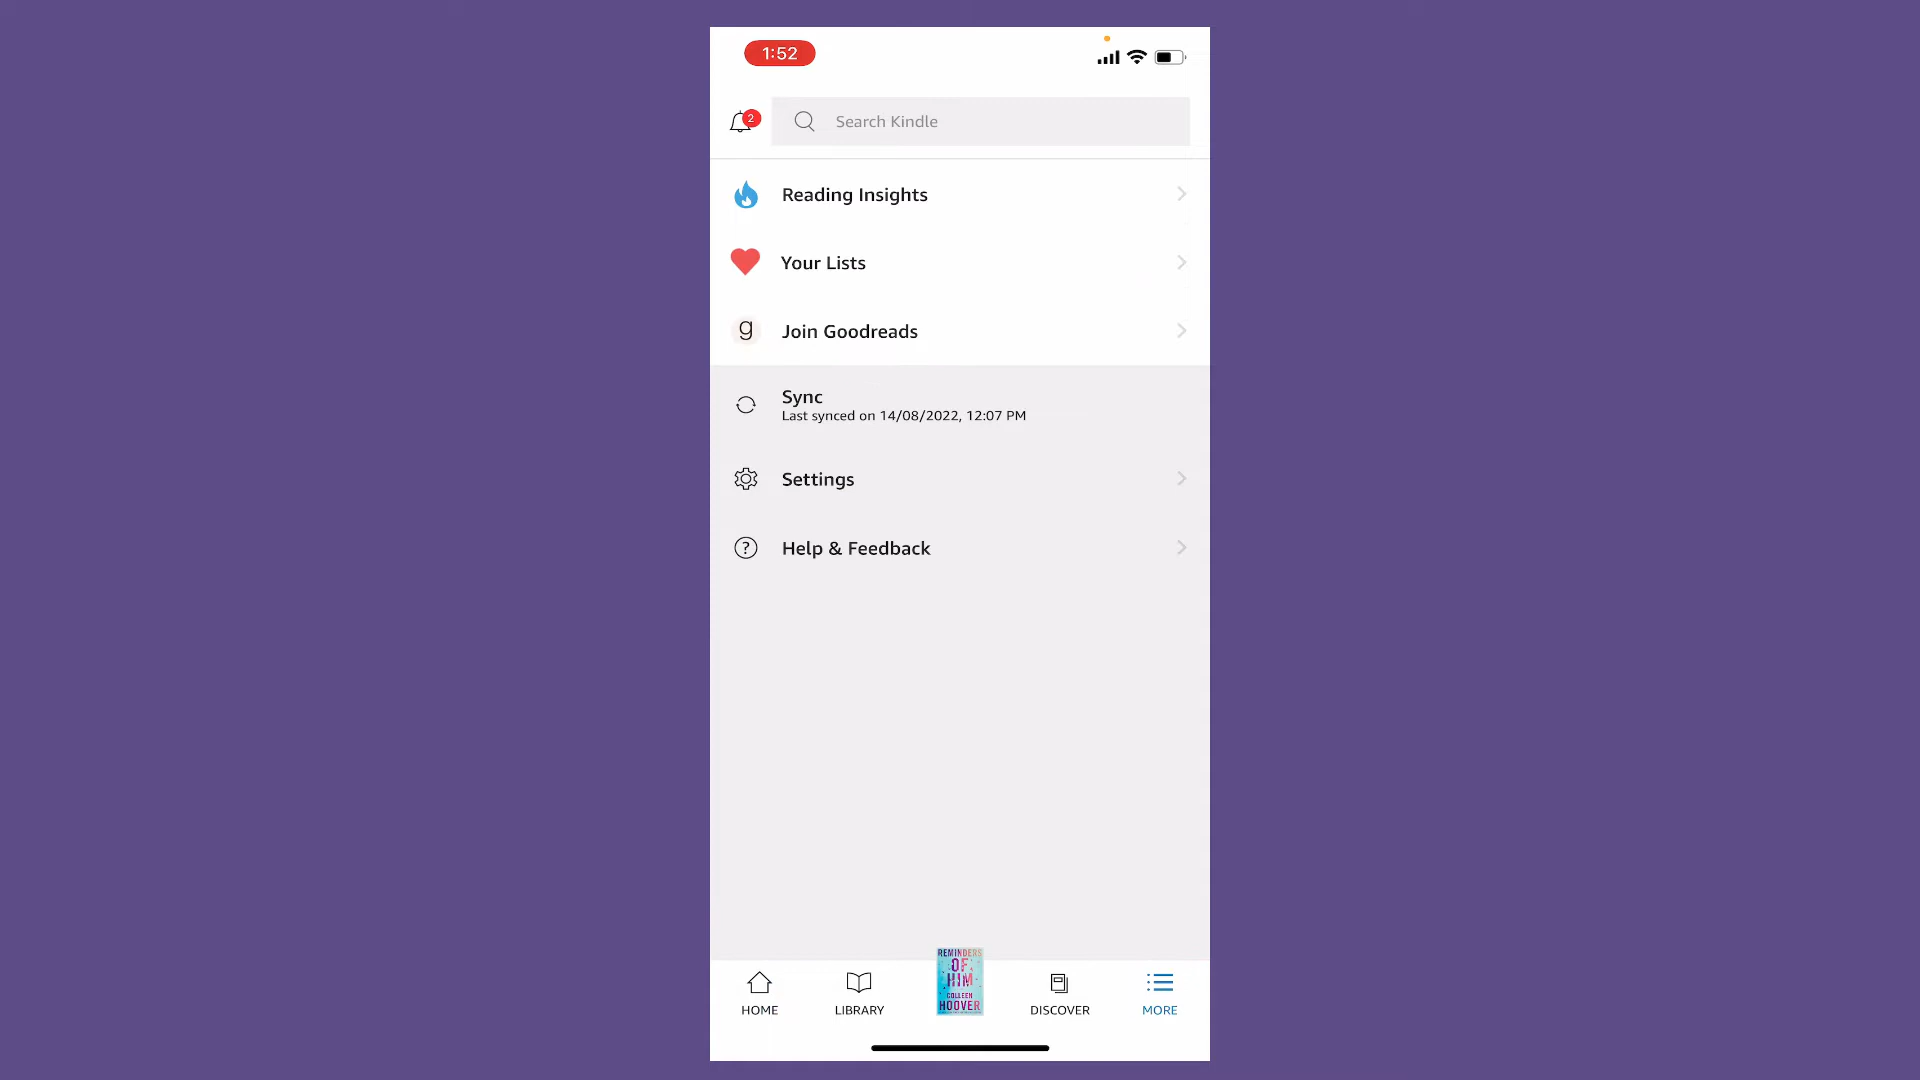 1:52
2
Search Kindle
Reading Insights
Your Lists
g
Join Goodreads
Sync
Last synced on 14/08/2022, 12:07 PM
Settings
?
Help & Feedback
REMINDERS
OF
HIM
COLLEEN
HOOVER
HOME
LIBRARY
DISCOVER
MORE